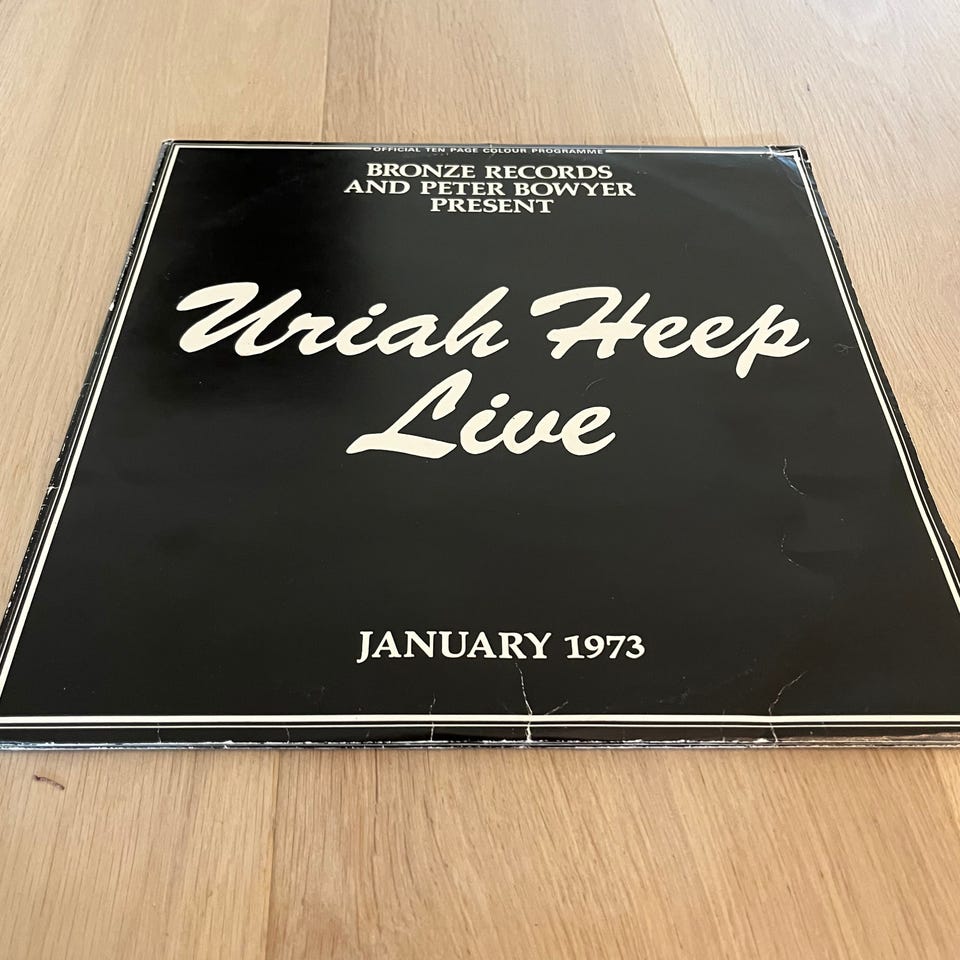 OFFICIAL TEN PAGE COLOUR PROGRAMME
BRONZE RECORDS
AND PETER BOWYER
PRESENT
Uriah Heep
Live
JANUARY 1973